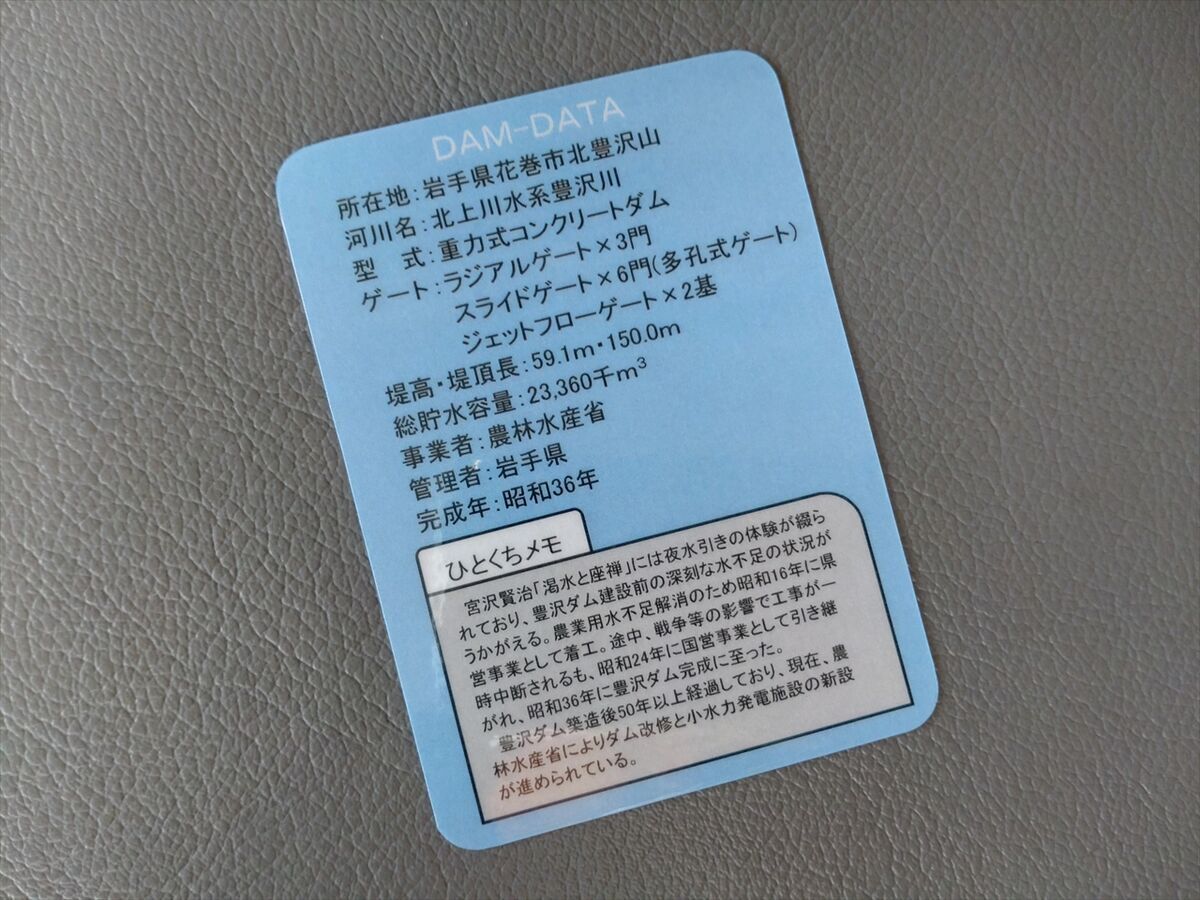 DAM-DATA
所在地:岩手県花巻市北豊沢山
河川名:北上川水系豊沢川
型　式:重力式コンクリートダム
ゲート:ラジアルゲート×3門
スライドゲート×6門(多孔式ゲート)
ジェットフローゲート×2基
堤高・堤頂長:59.1m・150.0m
総貯水容量:23,360千m³
事業者:農林水産省
管理者:岩手県
完成年:昭和36年
ひとくちメモ
宮沢賢治「渇水と座禅」には夜水引きの体験が綴ら
れており、豊沢ダム建設前の深刻な水不足の状況が
うかがえる。農業用水不足解消のため昭和16年に県
営事業として着工。途中、戦争等の影響で工事が一
時中断されるも、昭和24年に国営事業として引き継
がれ、昭和36年に豊沢ダム完成に至った。
豊沢ダム築造後50年以上経過しており、現在、農
林水産省によりダム改修と小水力発電施設の新設
が進められている。